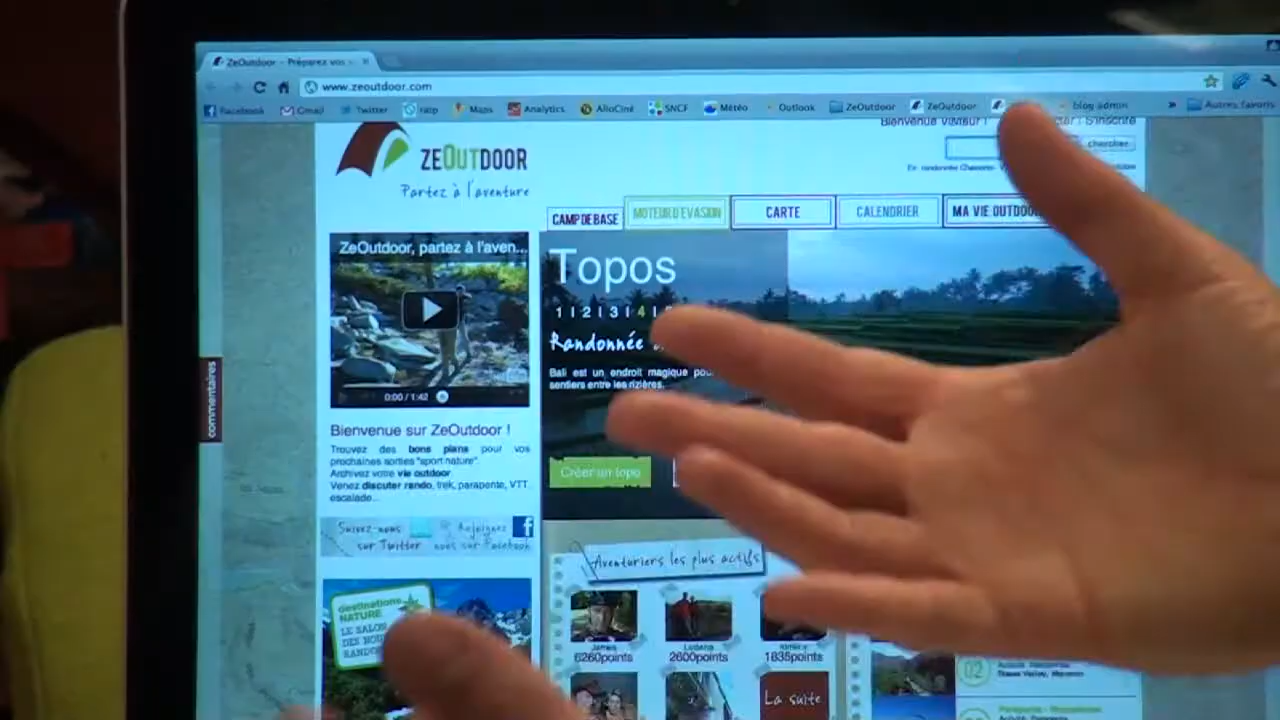 ZeOutdoor - Préparez vos
www.zeoutdoor.com
Facebook Gmail Twitter ratp Maps Analytics AlloCiné SNCF Météo Outlook ZeOutdoor ZeOutdoor blog admin » Autres favoris
Bienvenue Visiteur ! S'inscrire
ZEOUTDOOR
chercher
Partez à l'aventure
En randonnée
CAMP DE BASE MOTEUR D'EVASION CARTE CALENDRIER MA VIE OUTDOOR
ZeOutdoor, partez à l'aven...
Topos
1 | 2 | 3 | 4 |
Randonnée
Bali est un endroit magique
sentiers entre les rizières.
0:00 / 1:42
commentaires
Bienvenue sur ZeOutdoor !
Trouvez des bons plans pour vos
prochaines sorties "sport nature".
Archivez votre vie outdoor
Venez discuter rando, trek, parapente, VTT,
escalade...
Créer un topo
Suivez-nous
sur Twitter
Rejoignez
nous sur Facebook
Aventuriers les plus actifs
destinations
NATURE
LE SALON
DES
James
6260points 2600points 1835points
La suite
02